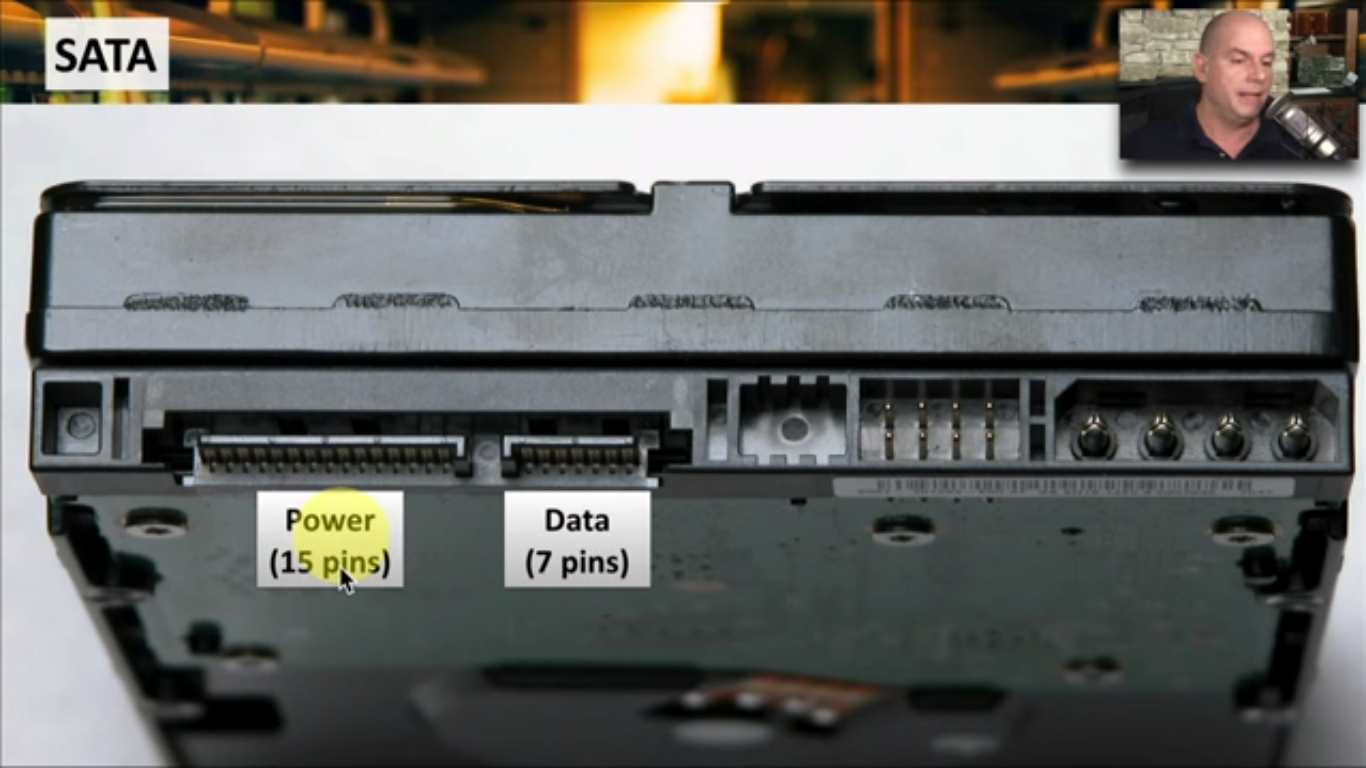 SATA
Power
(15 pins)
Data
(7 pins)